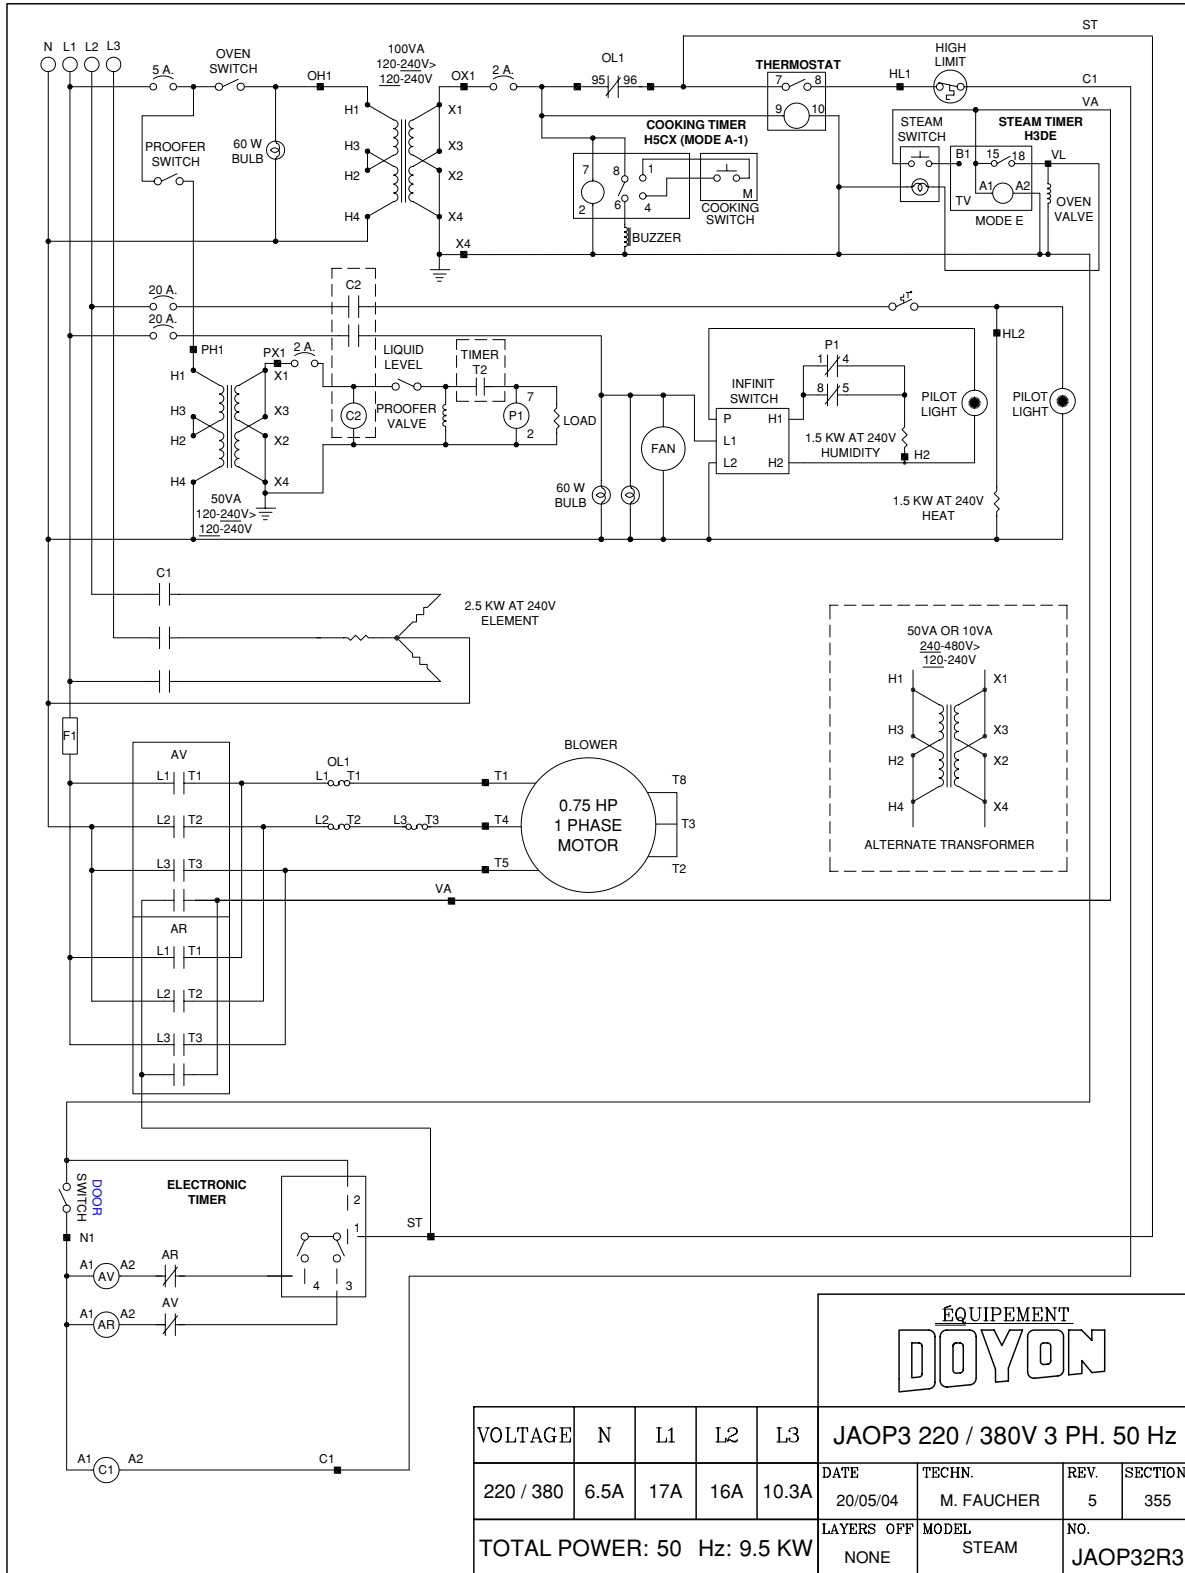 ST
N L1 L2 L3
OVEN
SWITCH
5 A.
100VA
120-240V>
120-240V
OH1
OX1
2 A.
OL1
95 96
THERMOSTAT
7 8
9 10
HIGH
LIMIT
HL1
C1
VA
H1
H3
H2
H4
X1
X3
X2
X4
PROOFER
SWITCH
60 W
BULB
COOKING TIMER
H5CX (MODE A-1)
7
2
8
6
1
4
M
COOKING
SWITCH
BUZZER
X4
STEAM
SWITCH
STEAM TIMER
H3DE
B1
15 18
VL
A1 A2
TV
MODE E
OVEN
VALVE
20 A.
20 A.
C2
HL2
PH1
PX1
2 A.
H1
H3
H2
H4
X1
X3
X2
X4
50VA
120-240V>
120-240V
C2
LIQUID
LEVEL
PROOFER
VALVE
TIMER
T2
P1
7
2
LOAD
60 W
BULB
FAN
INFINIT
SWITCH
P H1
L1
L2 H2
P1
1 4
8 5
1.5 KW AT 240V
HUMIDITY
H2
PILOT
LIGHT
PILOT
LIGHT
1.5 KW AT 240V
HEAT
C1
2.5 KW AT 240V
ELEMENT
50VA OR 10VA
240-480V>
120-240V
H1
H3
H2
H4
X1
X3
X2
X4
ALTERNATE TRANSFORMER
F1
AV
L1 T1
L2 T2
L3 T3
OL1
L1 T1
L2 T2 L3 T3
T1
T4
T5
BLOWER
0.75 HP
1 PHASE
MOTOR
T8
T3
T2
VA
AR
L1 T1
L2 T2
L3 T3
DOOR
SWITCH
ELECTRONIC
TIMER
2
1
4 3
ST
N1
A1 AV A2 AR
A1 AR A2 AV
A1 C1 A2
C1
ÉQUIPEMENT
DOYON
VOLTAGE N L1 L2 L3
220 / 380 6.5A 17A 16A 10.3A
TOTAL POWER: 50 Hz: 9.5 KW
JAOP3 220 / 380V 3 PH. 50 Hz
DATE TECHN. REV. SECTION
20/05/04 M. FAUCHER 5 355
LAYERS OFF MODEL NO.
NONE STEAM JAOP32R3